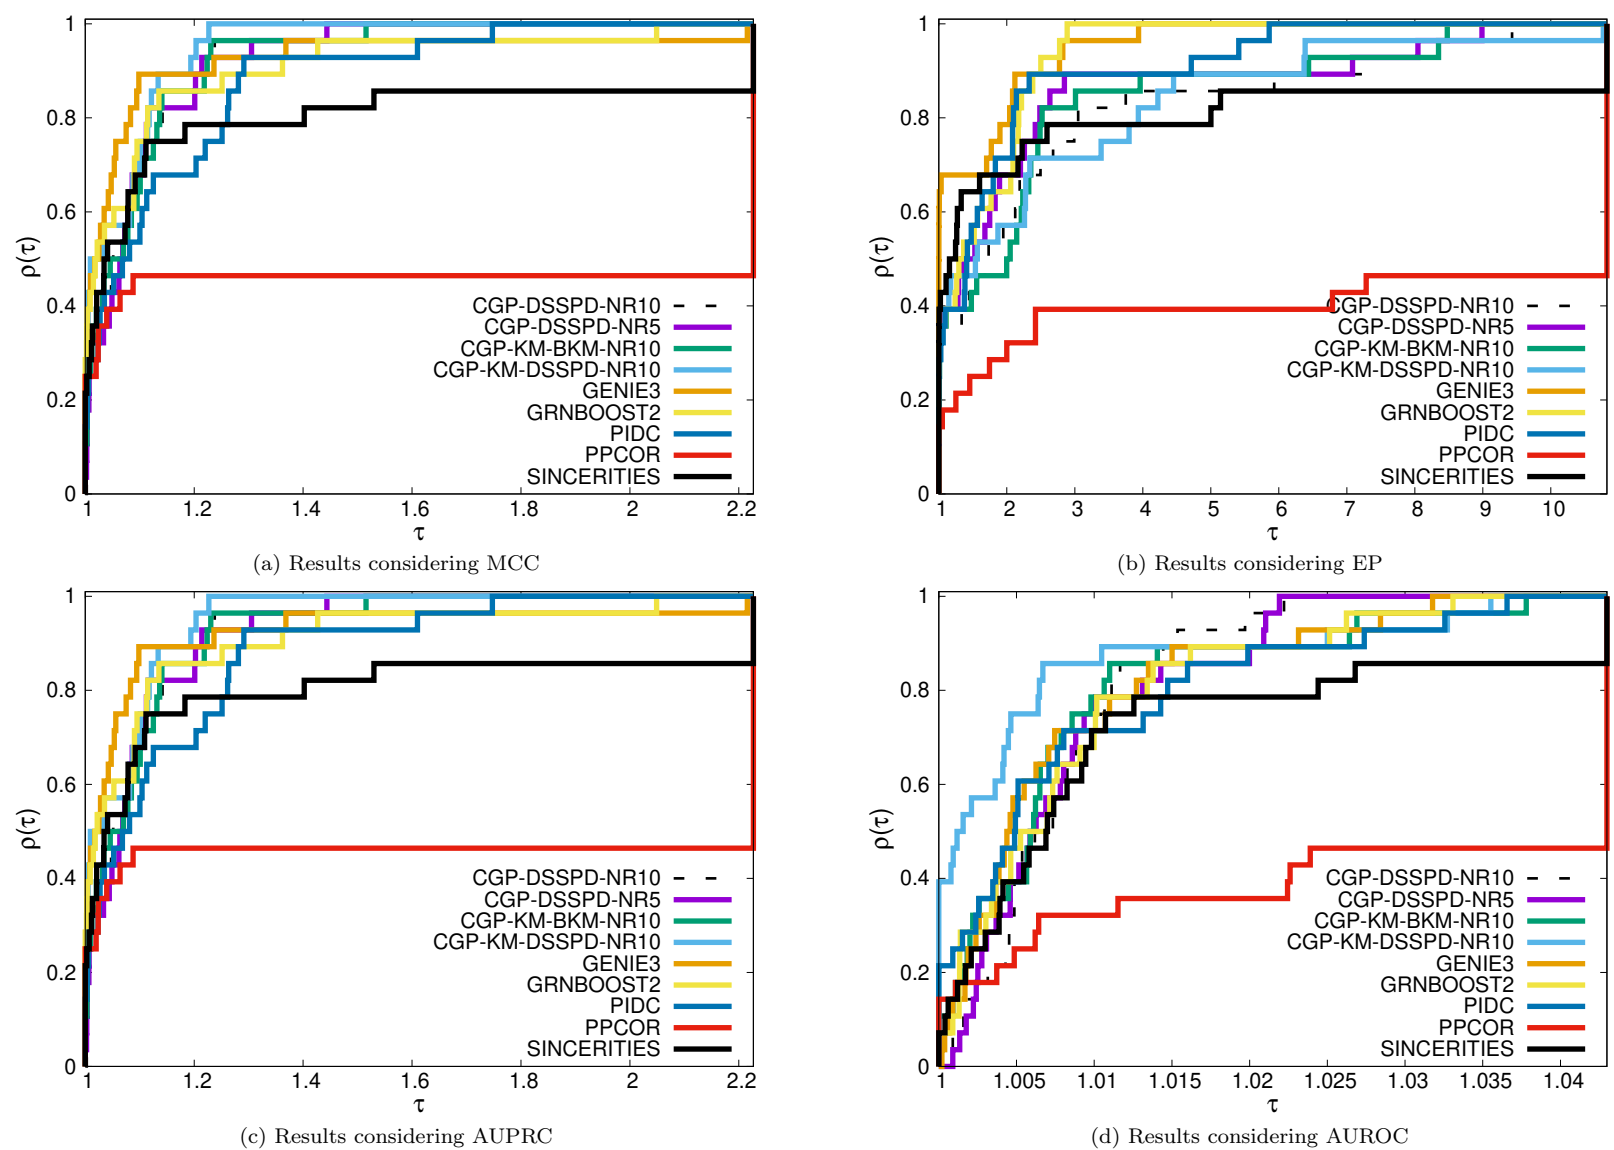 1
0.8
0.6
0.4
0.2
0
ρ(τ)
CGP-DSSPD-NR10
CGP-DSSPD-NR5
CGP-KM-BKM-NR10
CGP-KM-DSSPD-NR10
GENIE3
GRNBOOST2
PIDC
PPCOR
SINCERITIES
1 1.2 1.4 1.6 1.8 2 2.2
τ
(a) Results considering MCC
1
0.8
0.6
0.4
0.2
0
ρ(τ)
CGP-DSSPD-NR10
CGP-DSSPD-NR5
CGP-KM-BKM-NR10
CGP-KM-DSSPD-NR10
GENIE3
GRNBOOST2
PIDC
PPCOR
SINCERITIES
1 2 3 4 5 6 7 8 9 10
τ
(b) Results considering EP
1
0.8
0.6
0.4
0.2
0
ρ(τ)
CGP-DSSPD-NR10
CGP-DSSPD-NR5
CGP-KM-BKM-NR10
CGP-KM-DSSPD-NR10
GENIE3
GRNBOOST2
PIDC
PPCOR
SINCERITIES
1 1.2 1.4 1.6 1.8 2 2.2
τ
(c) Results considering AUPRC
1
0.8
0.6
0.4
0.2
0
ρ(τ)
CGP-DSSPD-NR10
CGP-DSSPD-NR5
CGP-KM-BKM-NR10
CGP-KM-DSSPD-NR10
GENIE3
GRNBOOST2
PIDC
PPCOR
SINCERITIES
1 1.005 1.01 1.015 1.02 1.025 1.03 1.035 1.04
τ
(d) Results considering AUROC